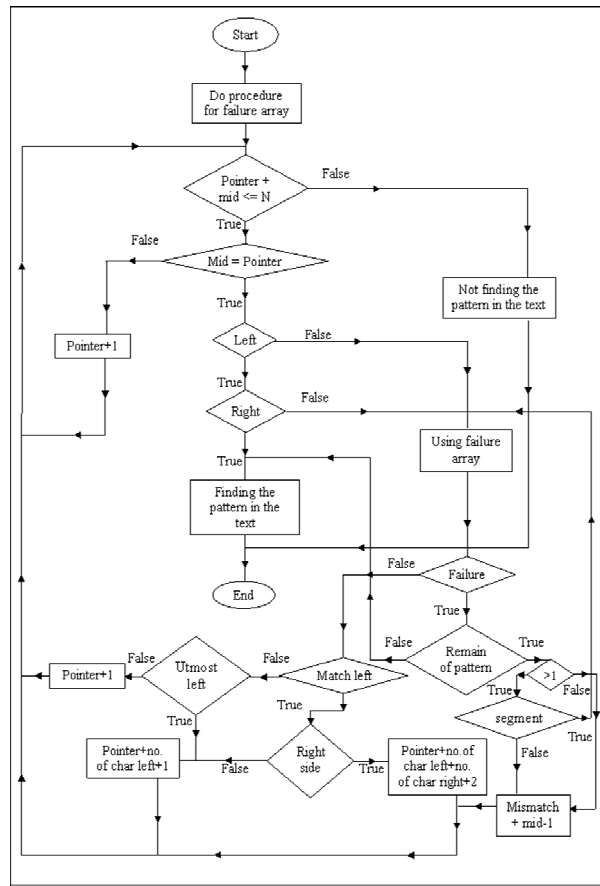 Start
Do procedure
for failure array
Pointer +
mid <= N
False
True
False
Mid = Pointer
True
Not finding the
pattern in the text
Pointer+1
Left
False
True
Right
False
True
Using failure
array
Finding the
pattern in the
text
End
False
Failure
True
False
Remain
of pattern
True
>1
True
False
segment
True
False
Pointer+1
False
Utmost
left
False
Match left
True
True
Right
side
False
True
Pointer+no.
of char left+1
Pointer+no.of
char left+no.
of char right+2
Mismatch
+ mid-1